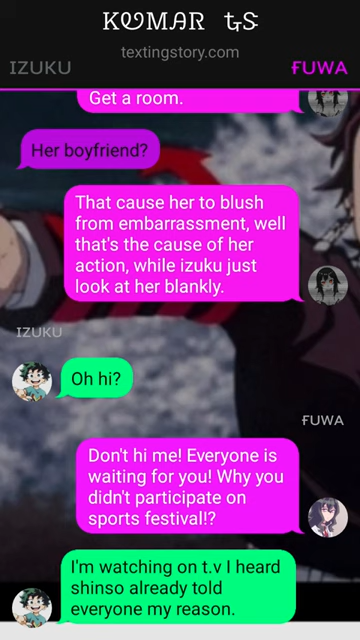 KUMAR tS
textingstory.com
IZUKU
FUWA
Get a room.
Her boyfriend?
That cause her to blush
from embarrassment, well
that's the cause of her
action, while izuku just
look at her blankly.
IZUKU
Oh hi?
FUWA
Don't hi me! Everyone is
waiting for you! Why you
didn't participate on
sports festival!?
I'm watching on t.v I heard
shinso already told
everyone my reason.